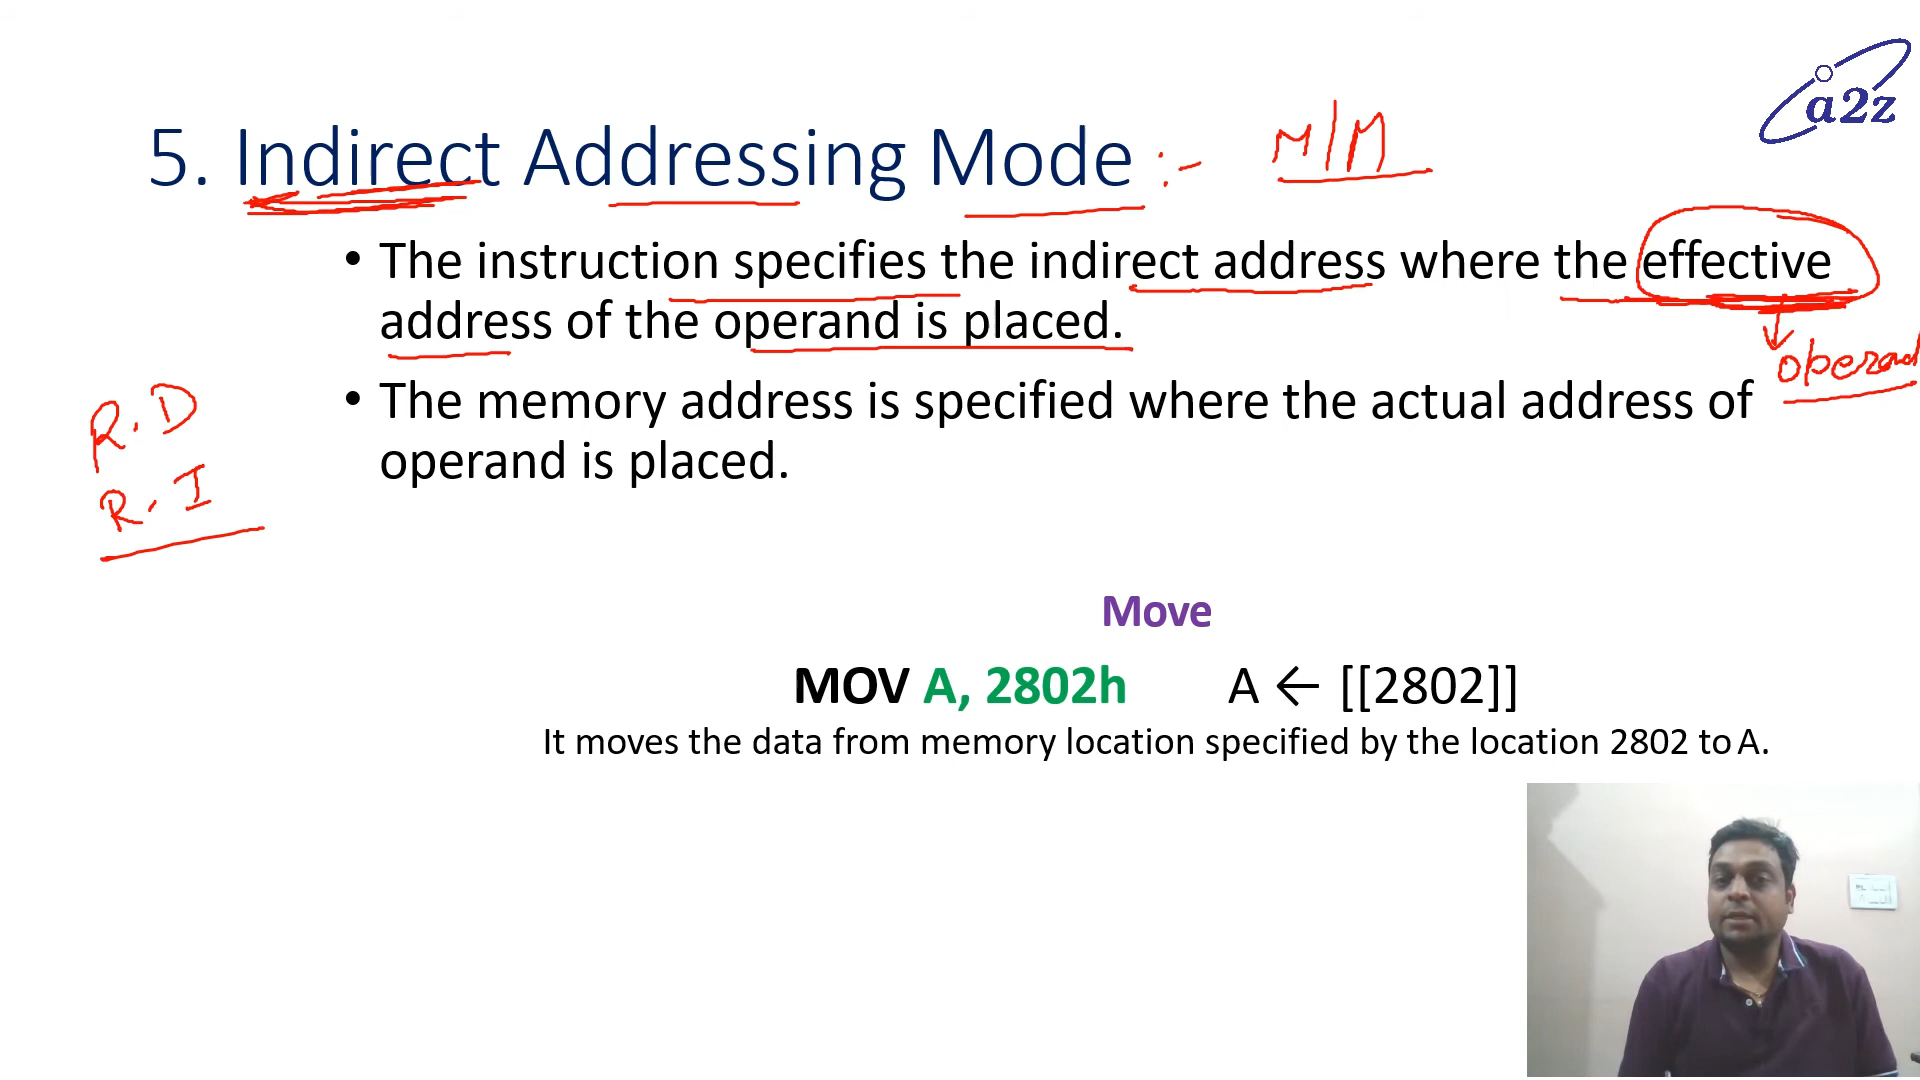 a2z
5. Indirect Addressing Mode :- M/M
• The instruction specifies the indirect address where the effective
address of the operand is placed.
operand
• The memory address is specified where the actual address of
operand is placed.
R.D
R.I
Move
MOV A, 2802h A ← [[2802]]
It moves the data from memory location specified by the location 2802 to A.